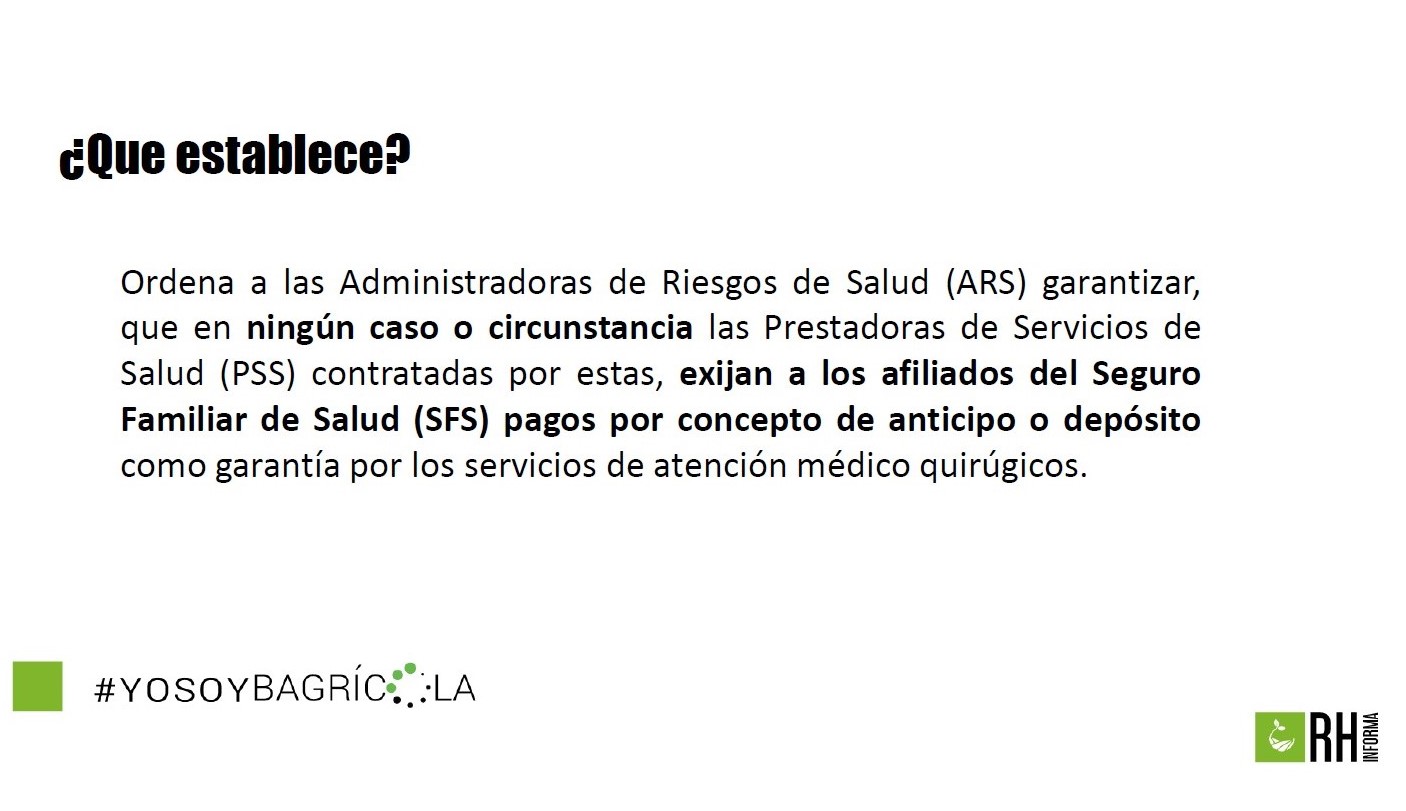 ¿Que establece?
Ordena a las Administradoras de Riesgos de Salud (ARS) garantizar,
que en ningún caso o circunstancia las Prestadoras de Servicios de
Salud (PSS) contratadas por estas, exijan a los afiliados del Seguro
Familiar de Salud (SFS) pagos por concepto de anticipo o depósito
como garantía por los servicios de atención médico quirúgicos.
#YOSOYBAGRÍCOLA
RH INFORMA